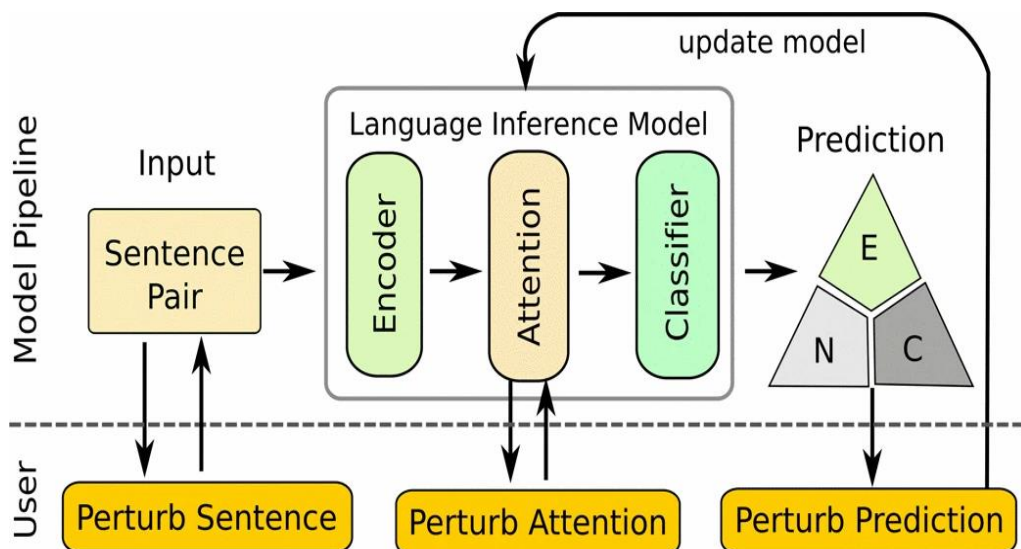 update model
Language Inference Model
Prediction
Input
Model Pipeline
Sentence
Pair
Encoder
Attention
Classifier
E
N
C
User
Perturb Sentence
Perturb Attention
Perturb Prediction